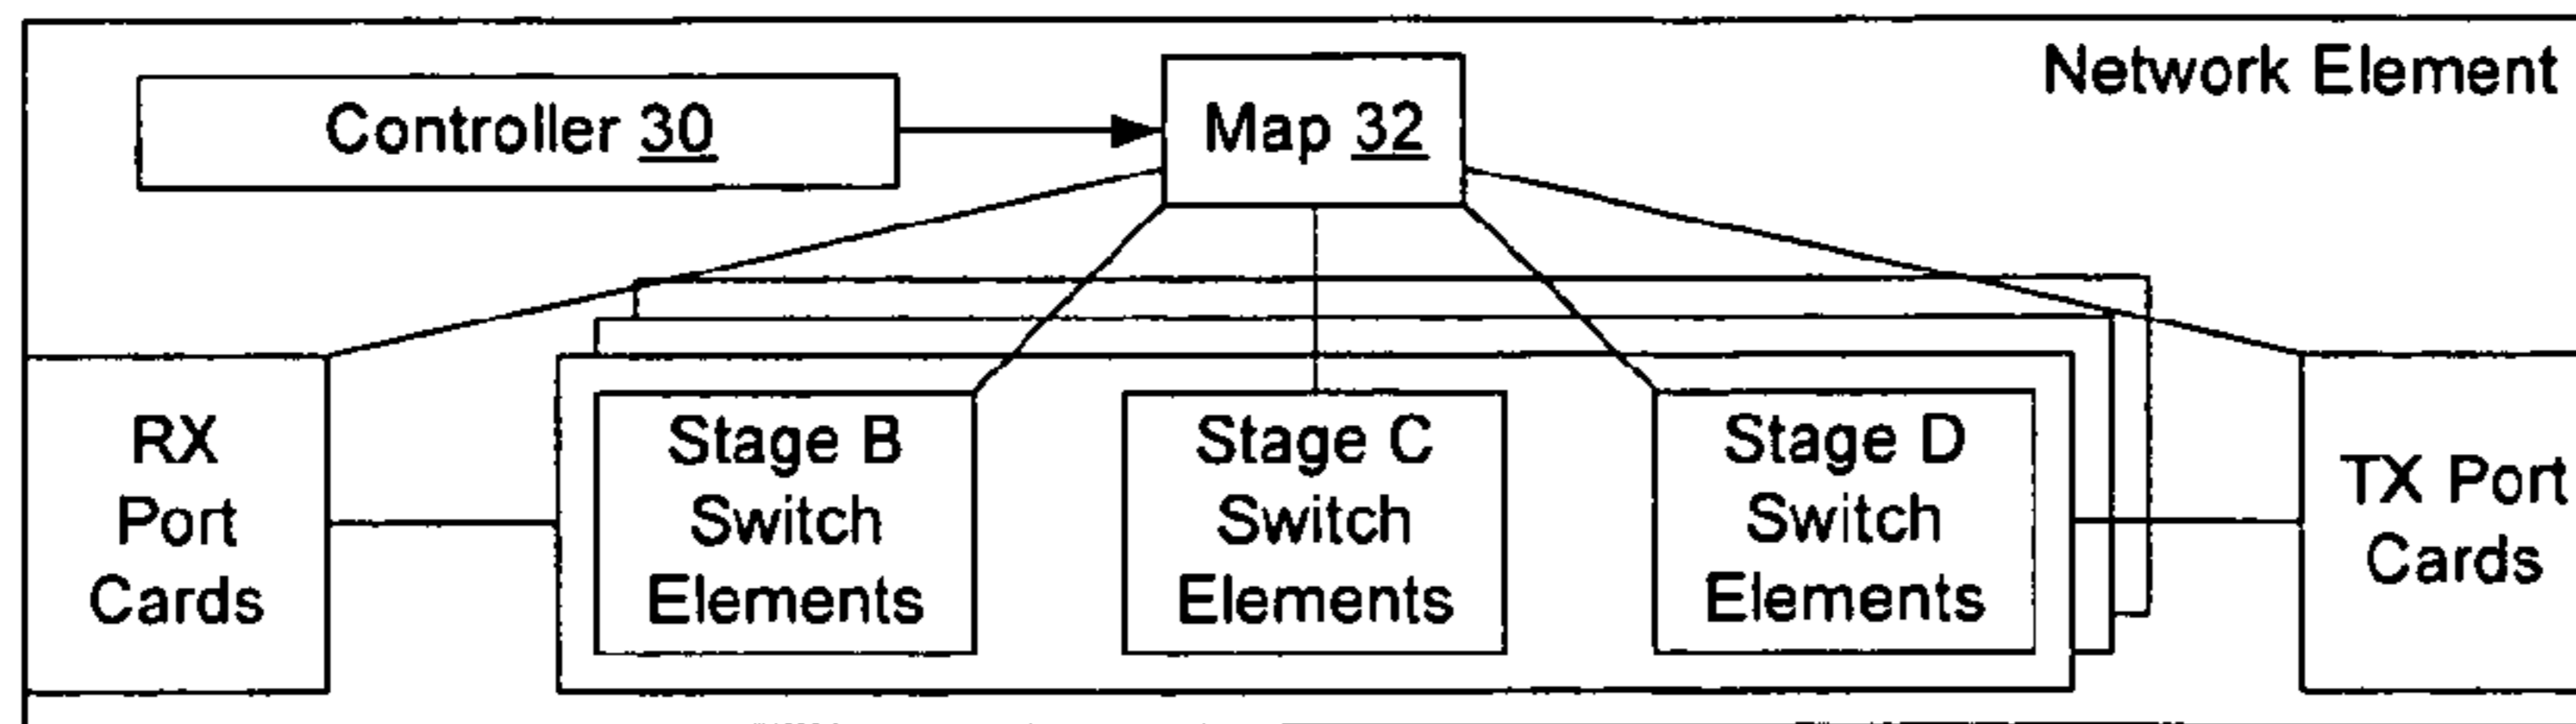 Network Element
Controller 30
Map 32
RX
Port
Cards
Stage B
Switch
Elements
Stage C
Switch
Elements
Stage D
Switch
Elements
TX Port
Cards